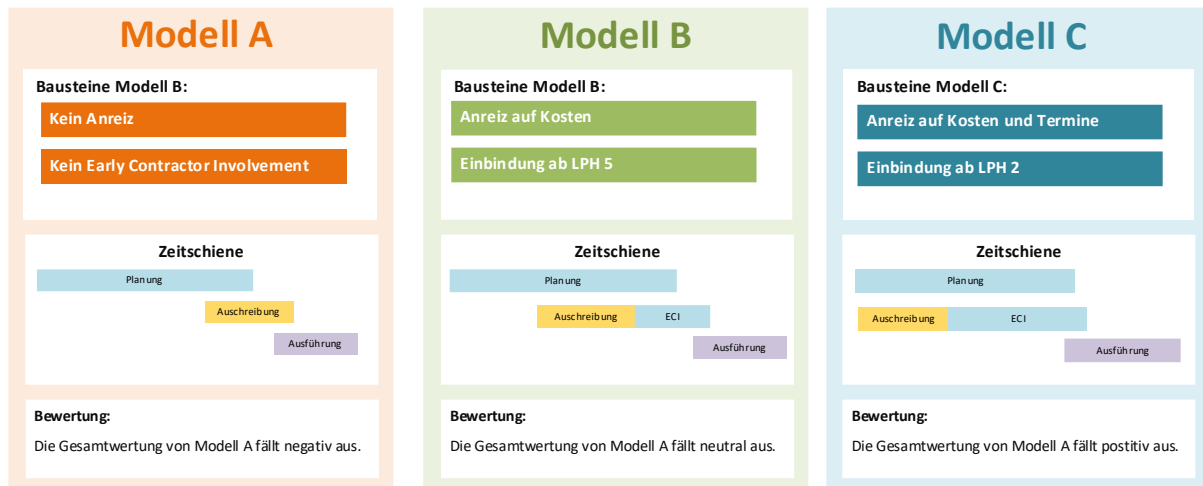 Modell A
Bausteine Modell B:
Kein Anreiz
Kein Early Contractor Involvement
Zeitschiene
Planung
Auschreibung
Ausführung
Bewertung:
Die Gesamtwertung von Modell A fällt negativ aus.
Modell B
Bausteine Modell B:
Anreiz auf Kosten
Einbindung ab LPH 5
Zeitschiene
Planung
Auschreibung
ECI
Ausführung
Bewertung:
Die Gesamtwertung von Modell A fällt neutral aus.
Modell C
Bausteine Modell C:
Anreiz auf Kosten und Termine
Einbindung ab LPH 2
Zeitschiene
Planung
Auschreibung
ECI
Ausführung
Bewertung:
Die Gesamtwertung von Modell A fällt postitiv aus.